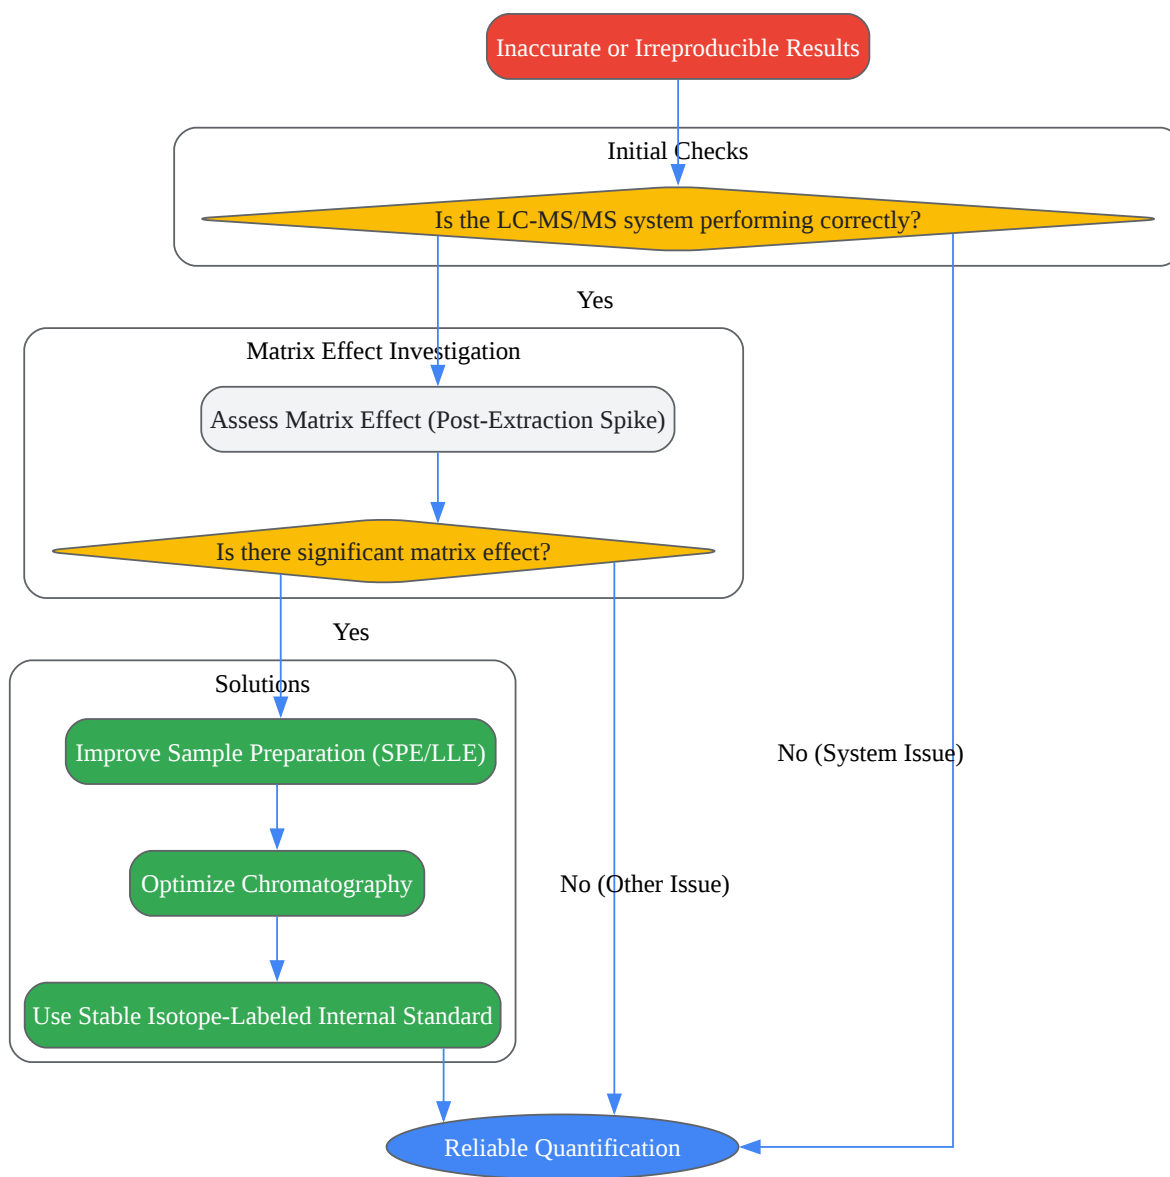 Inaccurate or Irreproducible Results
Initial Checks
Is the LC-MS/MS system performing correctly?
Yes
Matrix Effect Investigation
Assess Matrix Effect (Post-Extraction Spike)
Is there significant matrix effect?
Yes
Solutions
Improve Sample Preparation (SPE/LLE)
No (System Issue)
Optimize Chromatography
No (Other Issue)
Use Stable Isotope-Labeled Internal Standard
Reliable Quantification